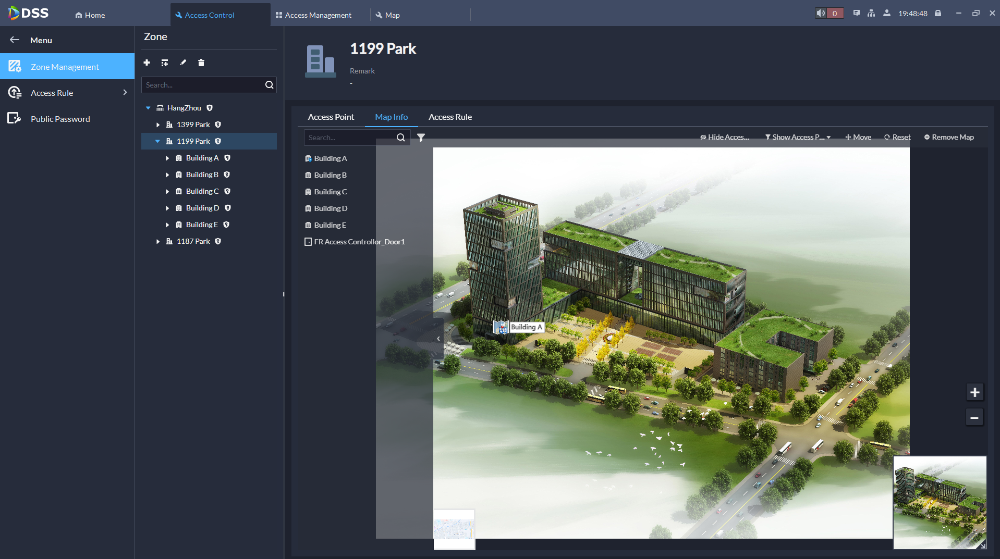 DSS
Home
Access Control
Access Management
Map
0
19:48:48
Menu
Zone Management
Access Rule
Public Password
Zone
Search...
HangZhou
1399 Park
1199 Park
Building A
Building B
Building C
Building D
Building E
1187 Park
1199 Park
Remark
-
Access Point
Map Info
Access Rule
Search...
Hide Acces...
Show Access P...
Move
Reset
Remove Map
Building A
Building B
Building C
Building D
Building E
FR Access Controllor_Door1
Building A